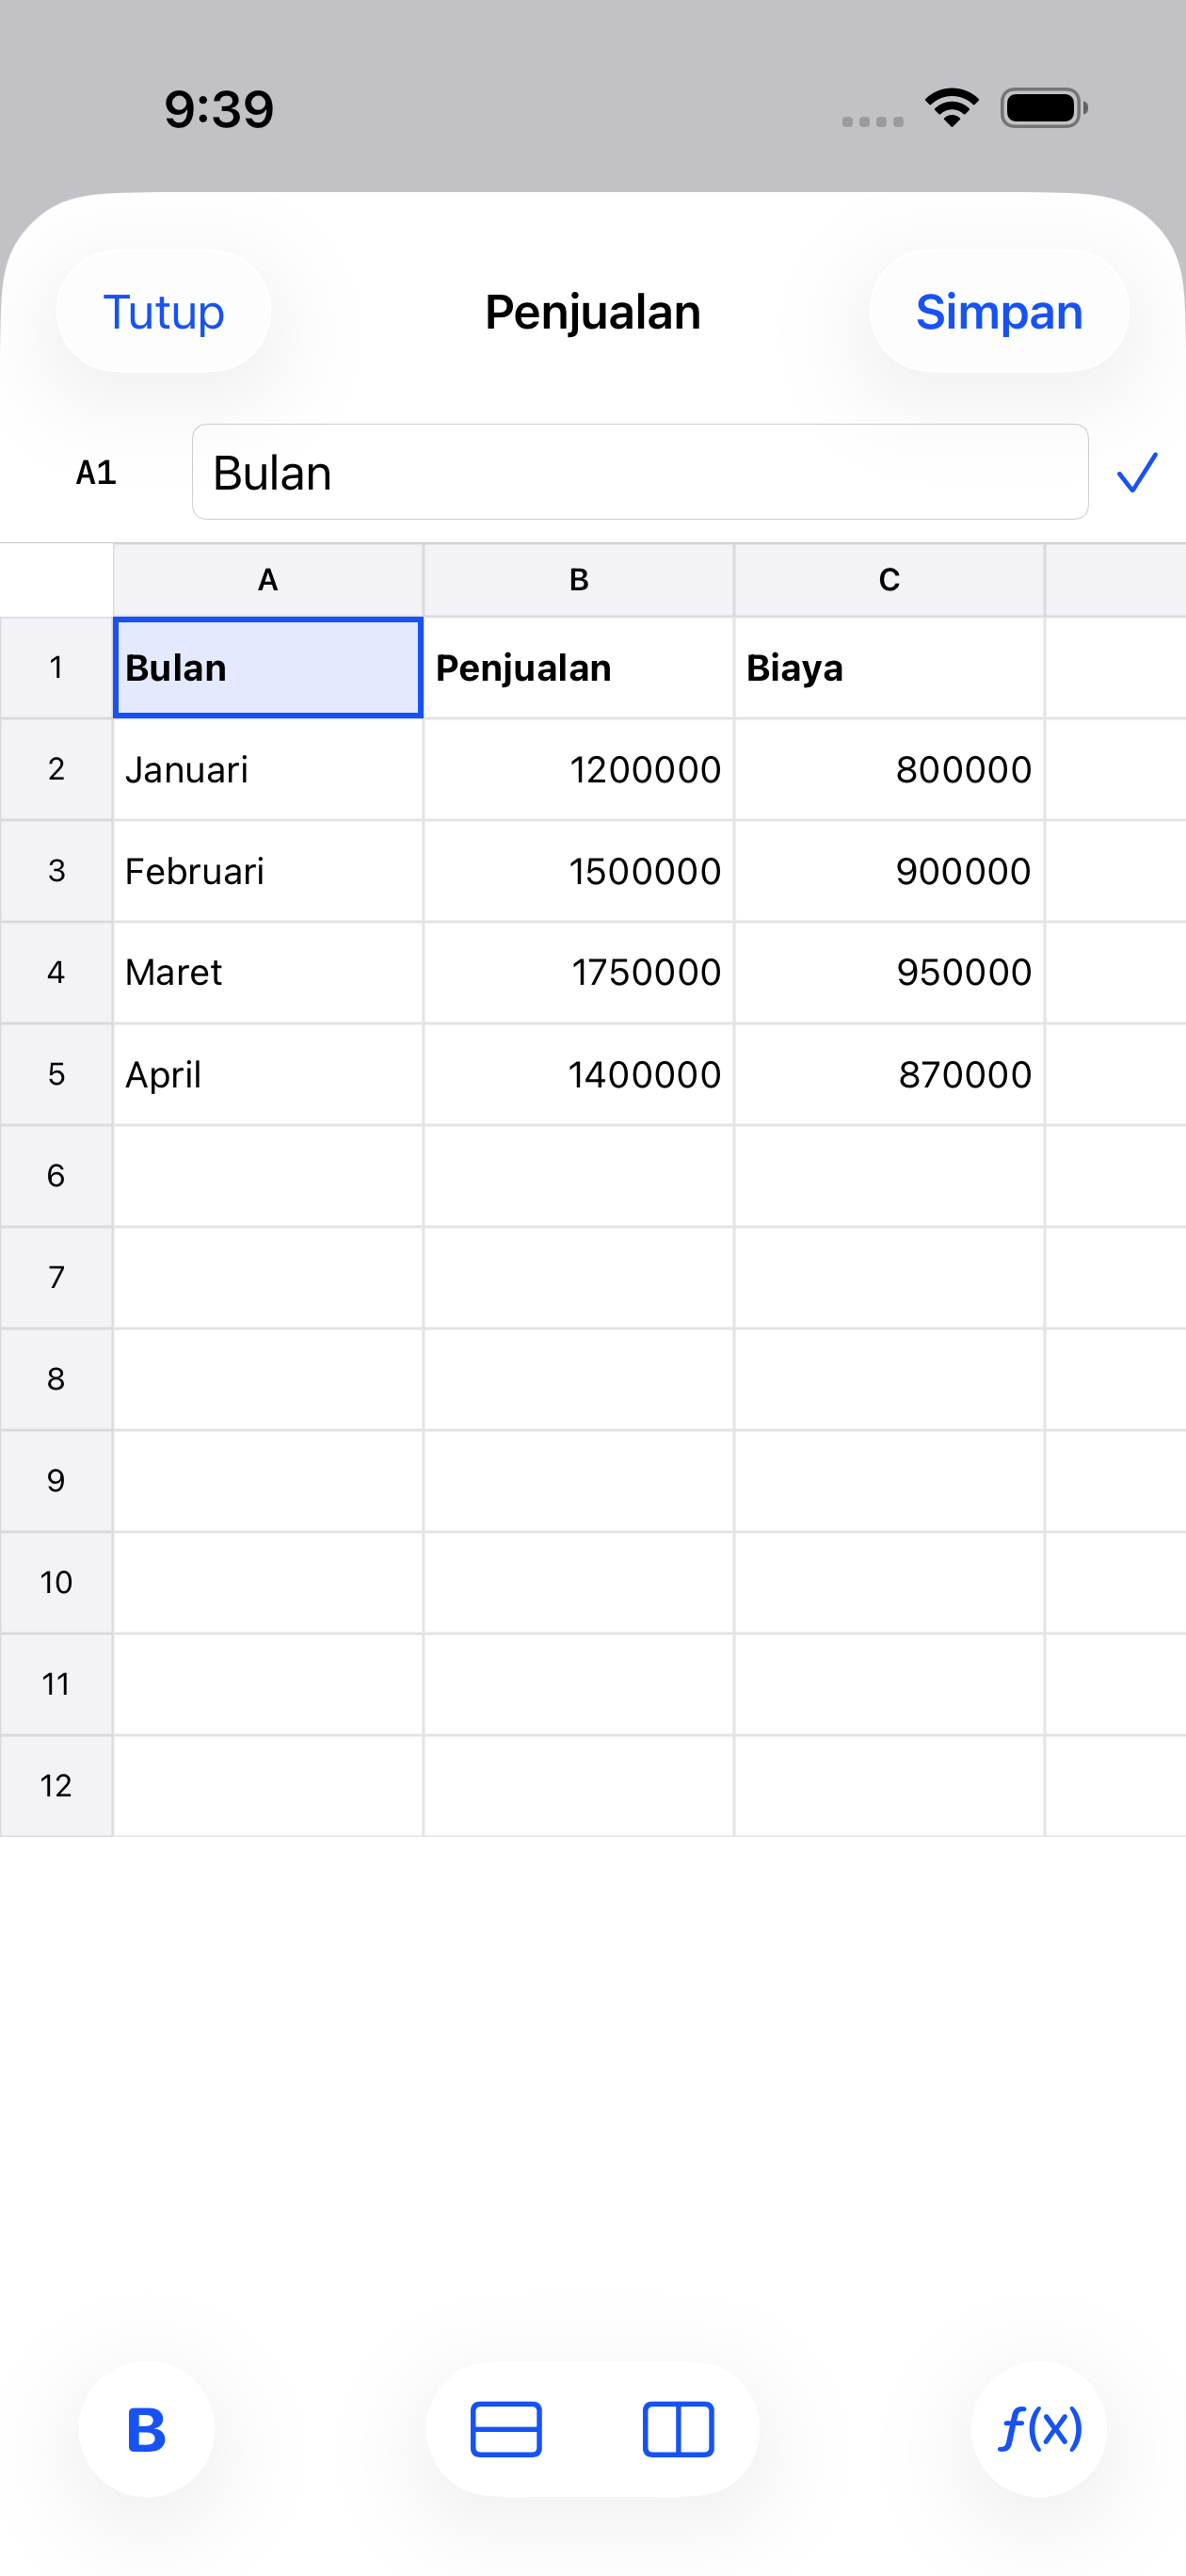 9:39
Tutup Penjualan Simpan
A1 Bulan
A B C
1 Bulan Penjualan Biaya
2 Januari 1200000 800000
3 Februari 1500000 900000
4 Maret 1750000 950000
5 April 1400000 870000
6
7
8
9
10
11
12
B f(x)